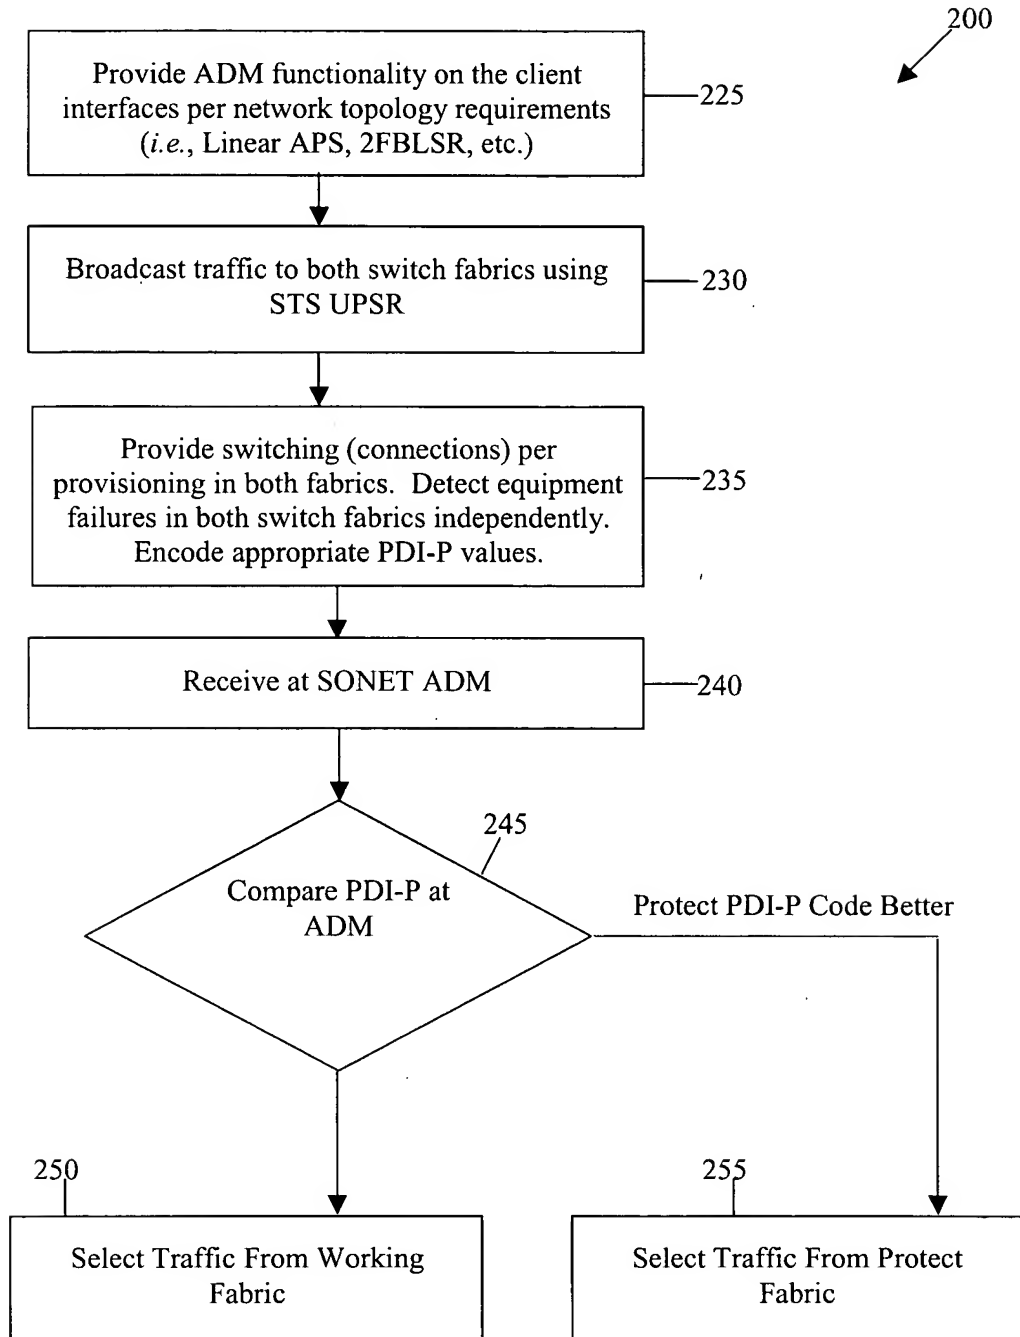 200
Provide ADM functionality on the client
interfaces per network topology requirements
(i.e., Linear APS, 2FBLSR, etc.)
225
Broadcast traffic to both switch fabrics using
STS UPSR
230
Provide switching (connections) per
provisioning in both fabrics. Detect equipment
failures in both switch fabrics independently.
Encode appropriate PDI-P values.
235
Receive at SONET ADM
240
245
Compare PDI-P at
ADM
Protect PDI-P Code Better
250
255
Select Traffic From Working
Fabric
Select Traffic From Protect
Fabric